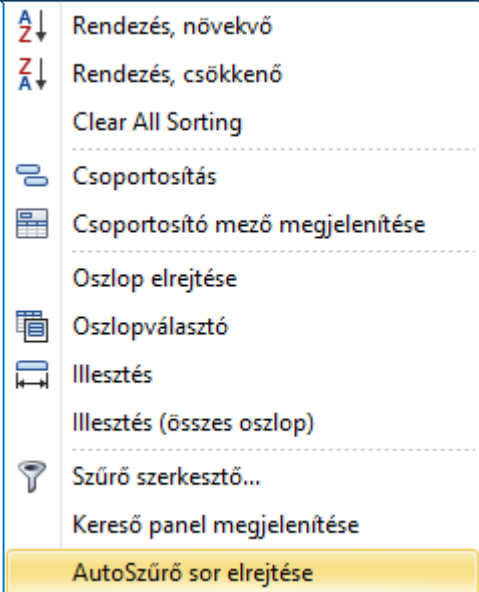 Rendezés, növekvő
Rendezés, csökkenő
Clear All Sorting
Csoportosítás
Csoportosító mező megjelenítése
Oszlop elrejtése
Oszlopválasztó
Illesztés
Illesztés (összes oszlop)
Szűrő szerkesztő...
Kereső panel megjelenítése
AutoSzűrő sor elrejtése